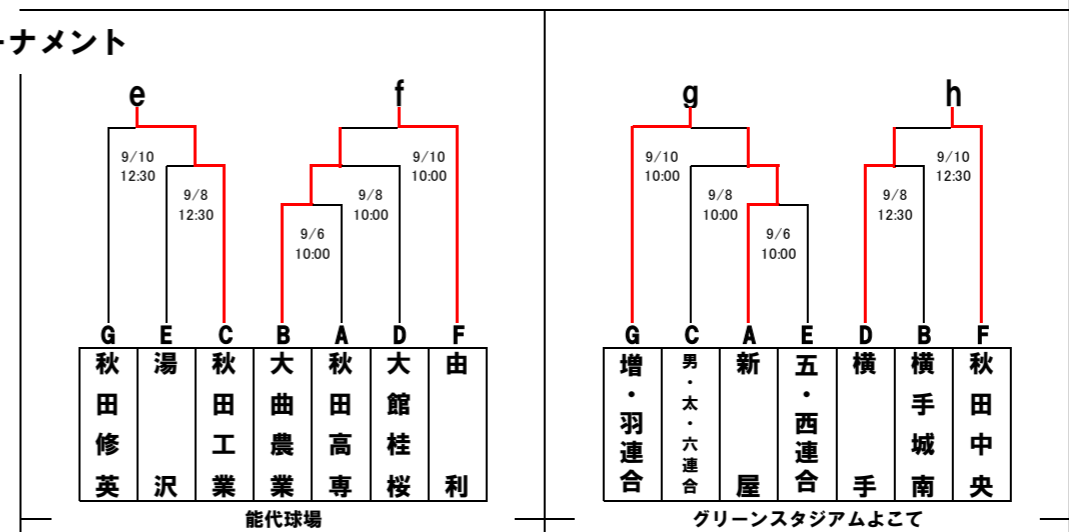 ーナメント
e
f
g
h
9/10
12:30
9/8
12:30
9/6
10:00
9/8
10:00
9/10
10:00
9/10
10:00
9/8
10:00
9/6
10:00
9/8
12:30
9/10
12:30
G E C B A D F
G C A E D B F
秋田修英
湯沢
秋田工業
大曲農業
秋田高専
大館桂桜
由利
増・羽連合
男・太・六連合
新屋
五・西連合
横手
横手城南
秋田中央
能代球場
グリーンスタジアムよこて